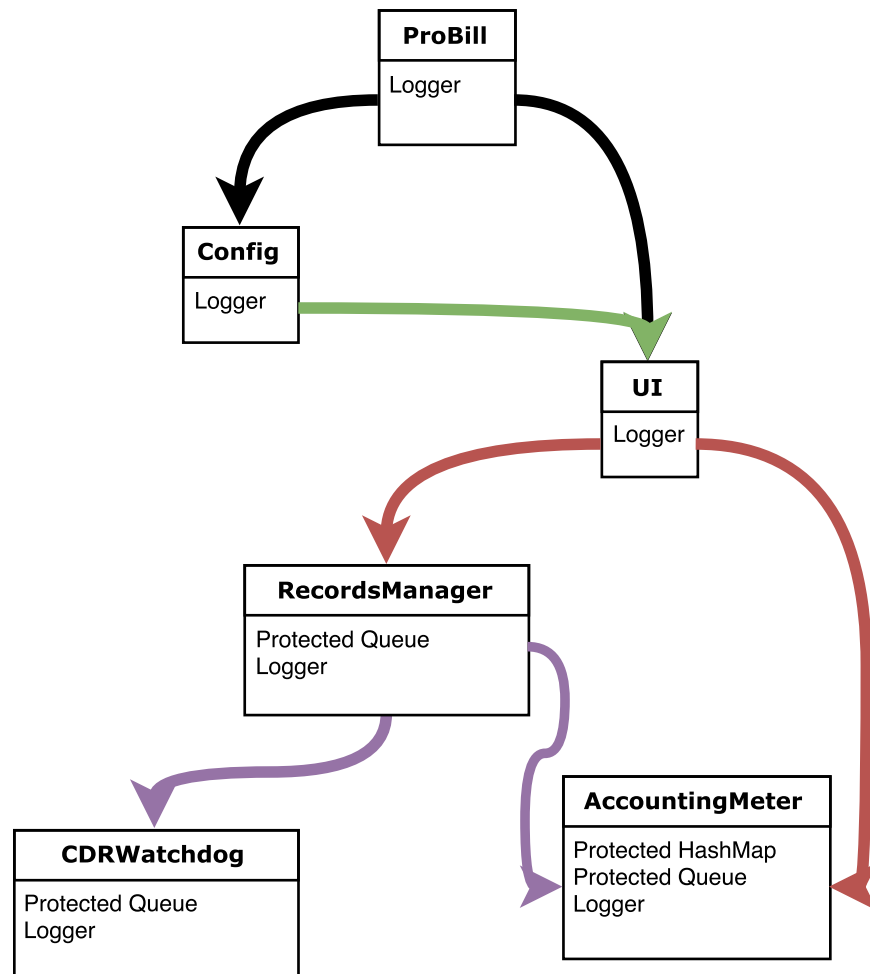 ProBill
Logger
Config
Logger
UI
Logger
RecordsManager
Protected Queue
Logger
AccountingMeter
Protected HashMap
Protected Queue
Logger
CDRWatchdog
Protected Queue
Logger